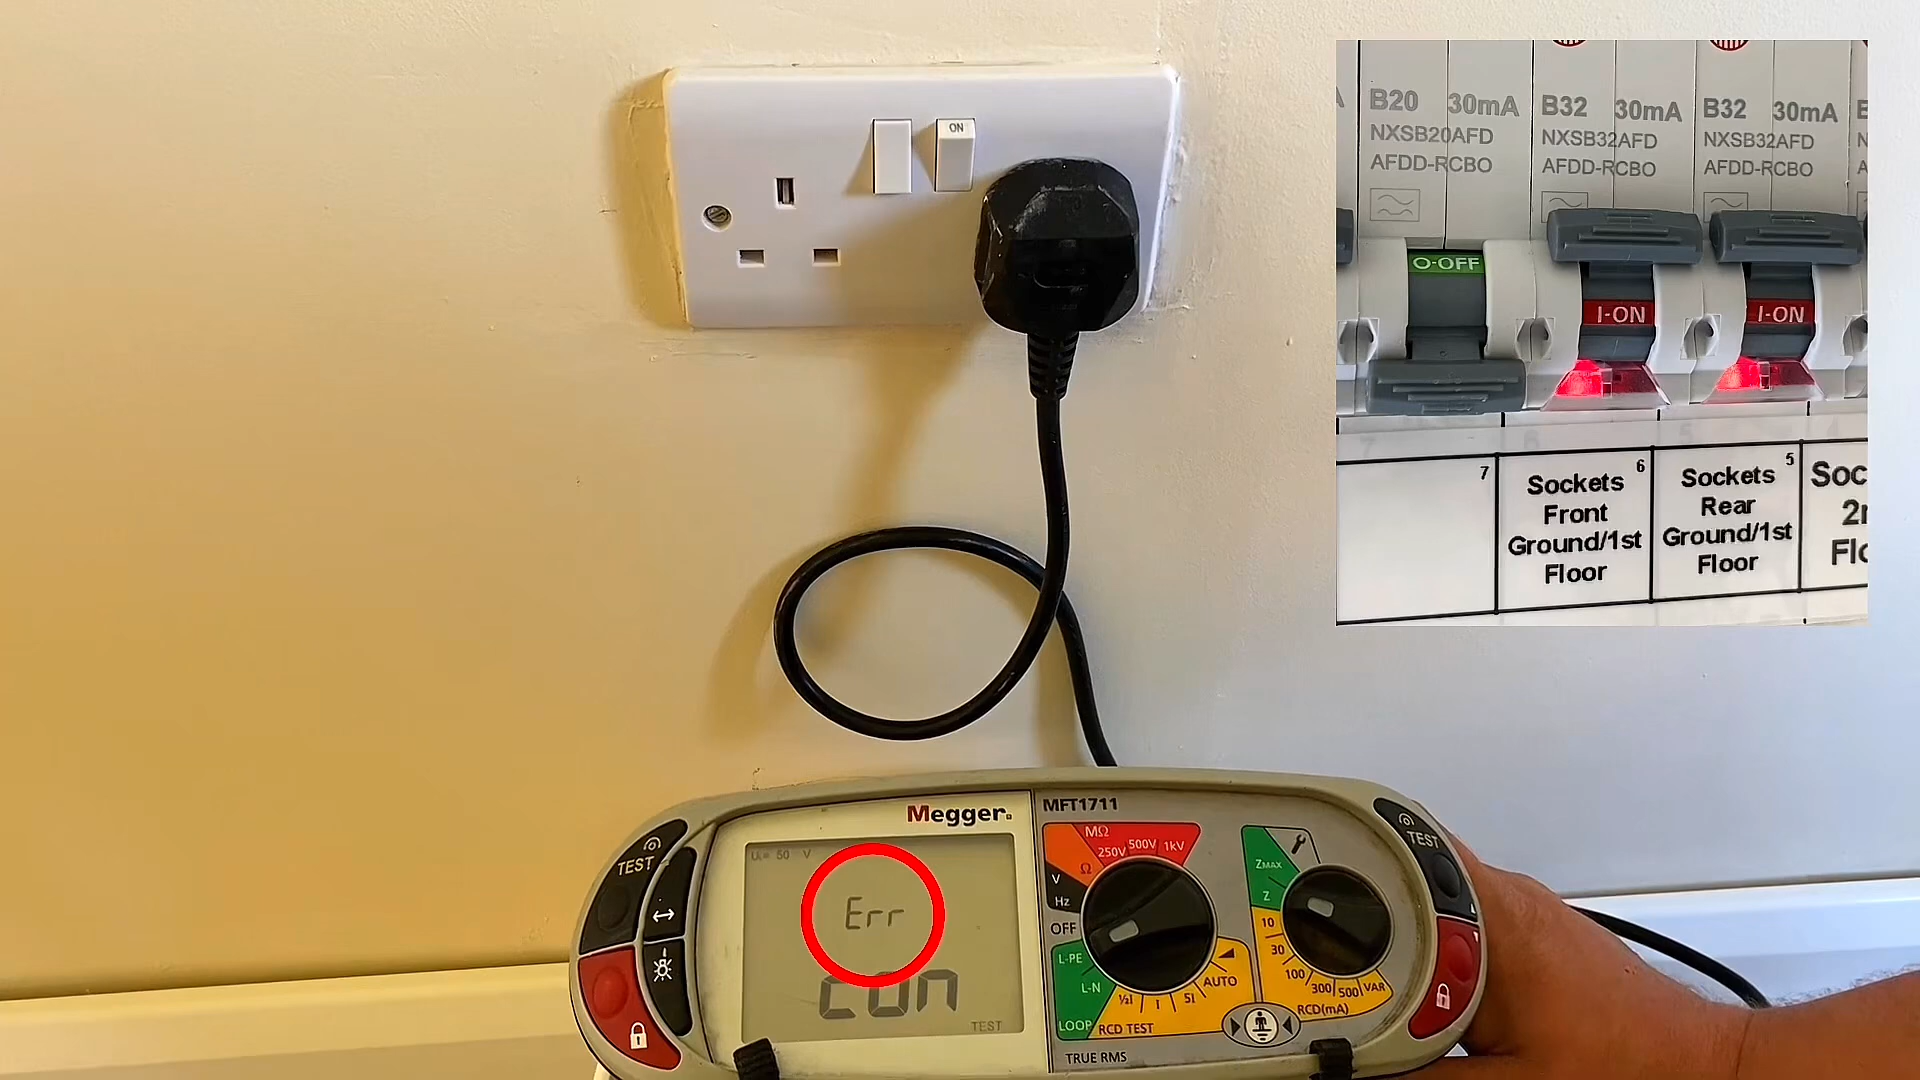 ON
B20 30mA
NXSB20AFD
AFDD-RCBO
O-OFF
B32 30mA
NXSB32AFD
AFDD-RCBO
I-ON
B32 30mA
NXSB32AFD
AFDD-RCBO
I-ON
7
6
Sockets
Front
Ground/1st
Floor
5
Sockets
Rear
Ground/1st
Floor
Soc
Megger.
MFT1711
TEST
50 V
Err
con
TEST
MΩ
250V 500V 1kV
Ω
V
Hz
OFF
L-PE
L-N
LOOP
RCD TEST
½I
I
5I
AUTO
TRUE RMS
ZMAX
Z
10
30
100
300
500
VAR
RCD(mA)
TEST